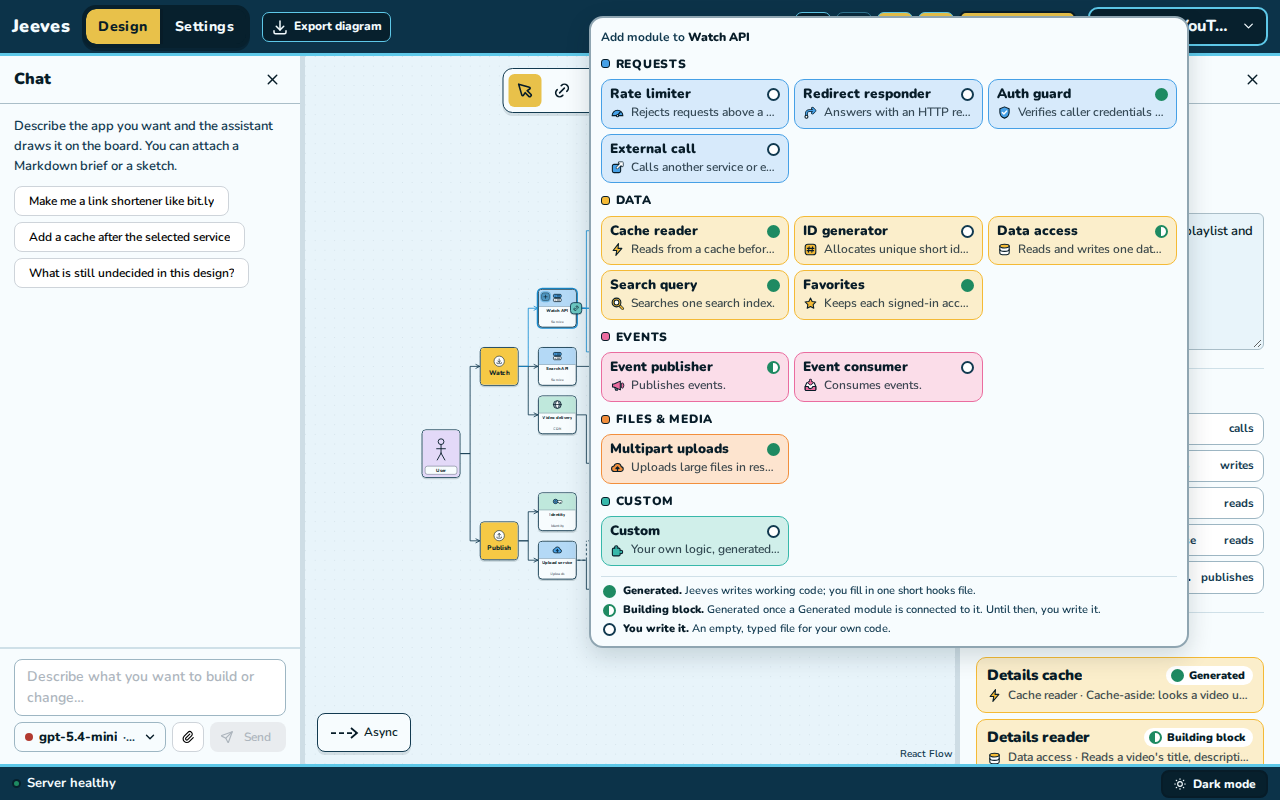 Jeeves
Design
Settings
Export diagram
YouT...
Chat
Describe the app you want and the assistant
draws it on the board. You can attach a
Markdown brief or a sketch.
Make me a link shortener like bit.ly
Add a cache after the selected service
What is still undecided in this design?
Describe what you want to build or
change...
gpt-5.4-mini ·...
Send
Watch API
Service
Watch
Search API
Service
Video delivery
CDN
User
Identity
Identity
Publish
Upload service
Uploads
Async
React Flow
Add module to Watch API
REQUESTS
Rate limiter
Rejects requests above a ...
Redirect responder
Answers with an HTTP re...
Auth guard
Verifies caller credentials ...
External call
Calls another service or e...
DATA
Cache reader
Reads from a cache befor...
ID generator
Allocates unique short id...
Data access
Reads and writes one dat...
Search query
Searches one search index.
Favorites
Keeps each signed-in acc...
EVENTS
Event publisher
Publishes events.
Event consumer
Consumes events.
FILES & MEDIA
Multipart uploads
Uploads large files in res...
CUSTOM
Custom
Your own logic, generated...
Generated. Jeeves writes working code; you fill in one short hooks file.
Building block. Generated once a Generated module is connected to it. Until then, you write it.
You write it. An empty, typed file for your own code.
playlist and
calls
writes
reads
e reads
. publishes
Details cache
Generated
Cache reader · Cache-aside: looks a video u...
Details reader
Building block
Data access · Reads a video's title, descripti...
Server healthy
Dark mode